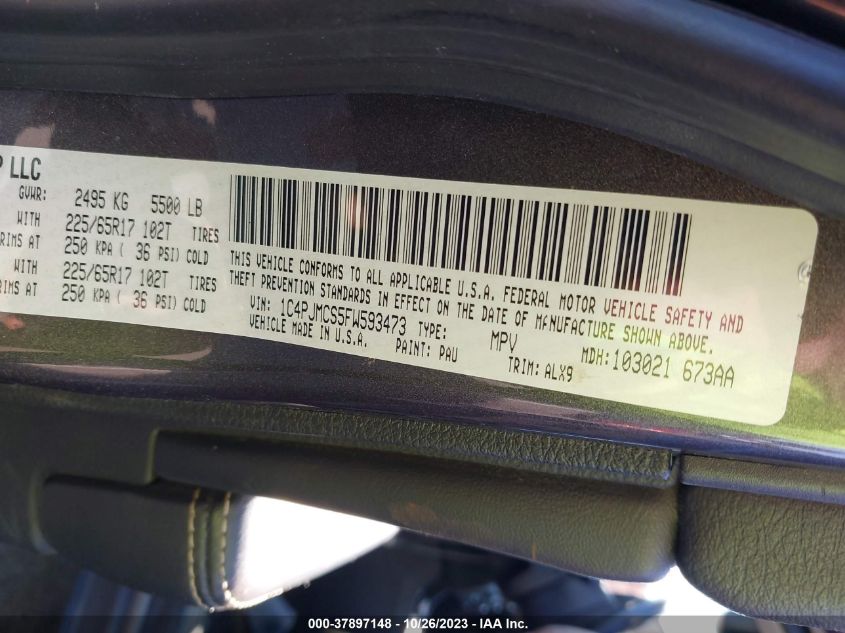 P LLC
GVWR: 2495 KG 5500 LB
WITH 225/65R17 102T TIRES
RIMS AT 250 KPA ( 36 PSI) COLD
WITH 225/65R17 102T TIRES
RIMS AT 250 KPA ( 36 PSI) COLD
THIS VEHICLE CONFORMS TO ALL APPLICABLE U.S.A. FEDERAL MOTOR VEHICLE SAFETY AND
THEFT PREVENTION STANDARDS IN EFFECT ON THE DATE OF MANUFACTURE SHOWN ABOVE.
VIN: 1C4PJMCS5FW593473 TYPE: MPV MDH:103021 673AA
VEHICLE MADE IN U.S.A. PAINT: PAU TRIM: ALX9
000-37897148 - 10/26/2023 - IAA Inc.